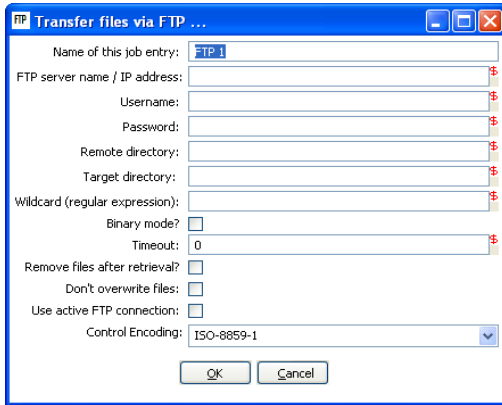 FTP Transfer files via FTP ...
Name of this job entry: FTP 1
FTP server name / IP address: $
Username: $
Password: $
Remote directory: $
Target directory: $
Wildcard (regular expression): $
Binary mode?
Timeout: 0 $
Remove files after retrieval?
Don't overwrite files:
Use active FTP connection:
Control Encoding: ISO-8859-1
OK Cancel